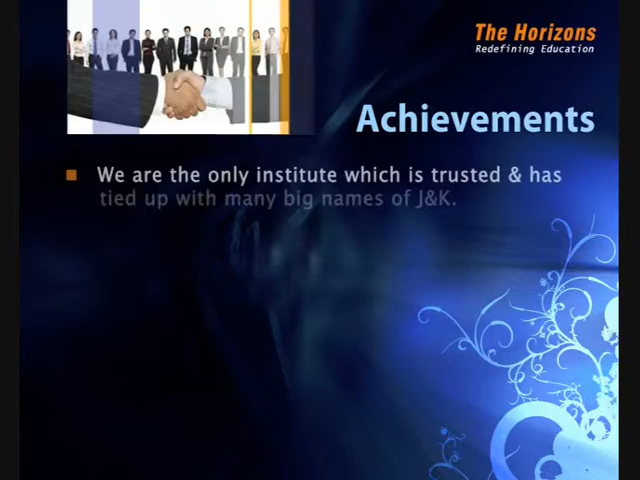 The Horizons
Redefining Education
Achievements
We are the only institute which is trusted & has
tied up with many big names of J&K.